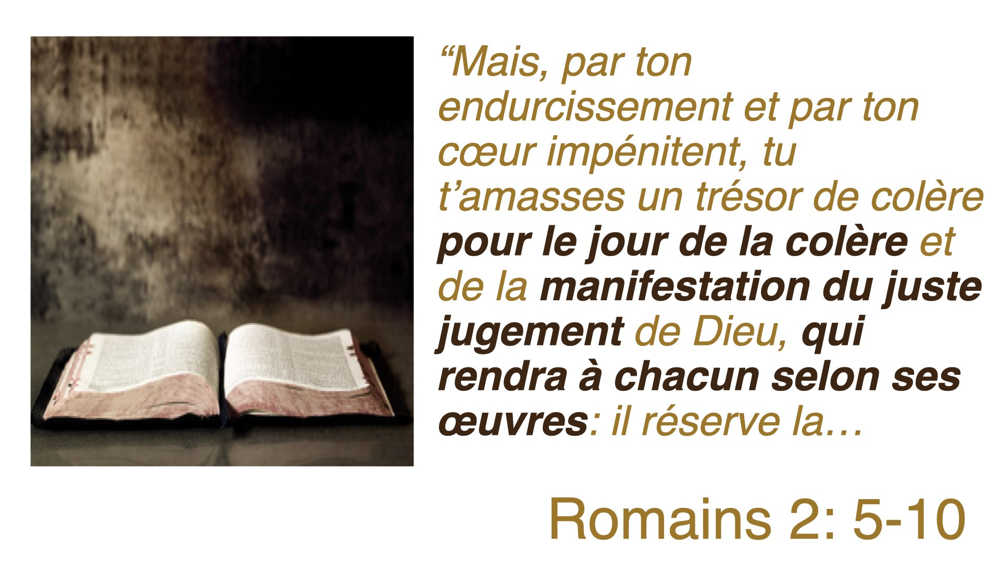 “Mais, par ton
endurcissement et par ton
cœur impénitent, tu
t’amasses un trésor de colère
pour le jour de la colère et
de la manifestation du juste
jugement de Dieu, qui
rendra à chacun selon ses
œuvres: il réserve la…
Romains 2: 5-10